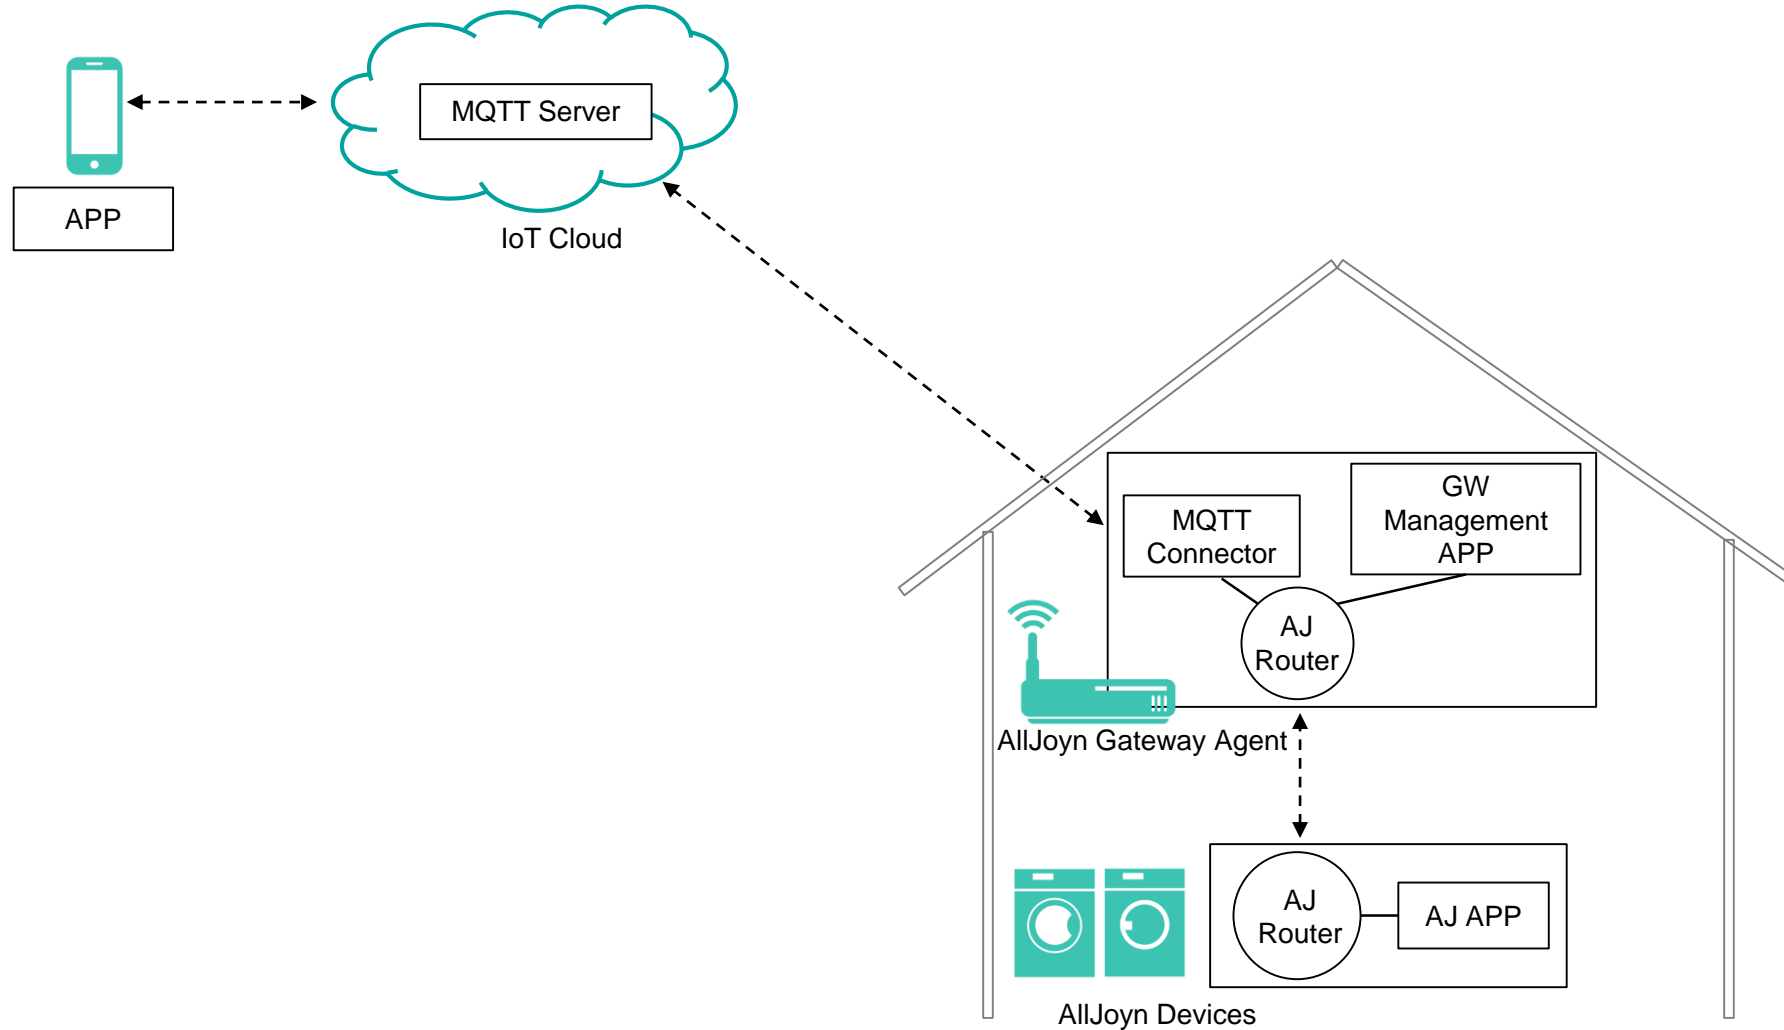 MQTT Server
APP
IoT Cloud
GW
Management
APP
MQTT
Connector
AJ
Router
AllJoyn Gateway Agent
AJ
Router
AJ APP
AllJoyn Devices